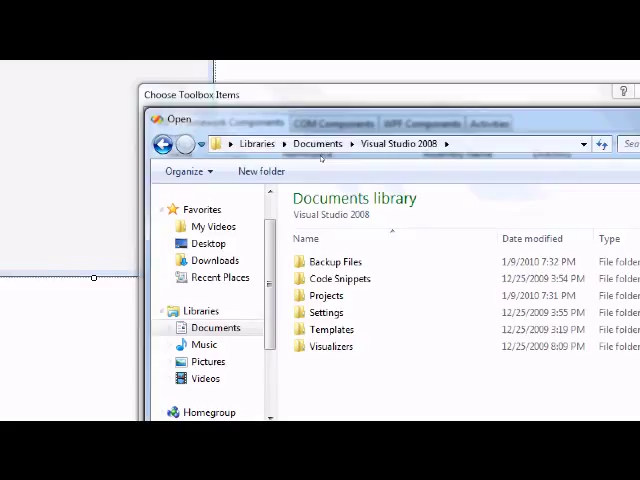 Choose Toolbox Items
?
Open
Components
COM Components
WPF Components
Activities
Libraries
Documents
Visual Studio 2008
Sea
Organize
New folder
Documents library
Visual Studio 2008
Name
Date modified
Type
Favorites
My Videos
Desktop
Downloads
Recent Places
Libraries
Documents
Music
Pictures
Videos
Homegroup
Backup Files 1/9/2010 7:32 PM File folder
Code Snippets 12/25/2009 3:54 PM File folder
Projects 1/9/2010 7:31 PM File folder
Settings 12/25/2009 3:55 PM File folder
Templates 12/25/2009 3:19 PM File folder
Visualizers 12/25/2009 8:09 PM File folder